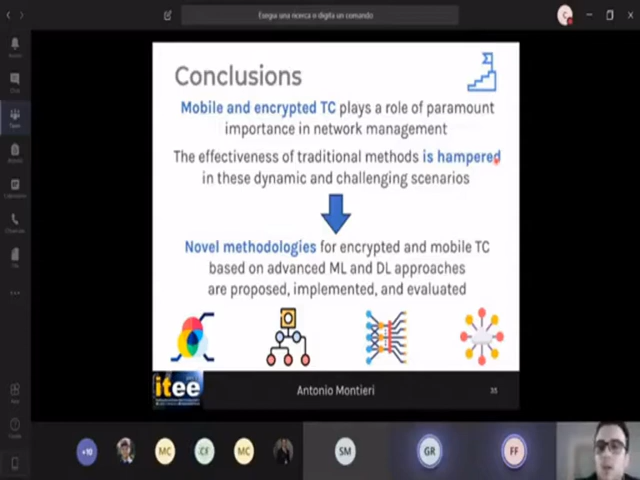 Esegui una ricerca o digita un comando
C
Conclusions
Mobile and encrypted TC plays a role of paramount
importance in network management
The effectiveness of traditional methods is hampered
in these dynamic and challenging scenarios
Novel methodologies for encrypted and mobile TC
based on advanced ML and DL approaches
are proposed, implemented, and evaluated
itee
Antonio Montieri
35
+10
MC
CF
MC
SM
GR
FF